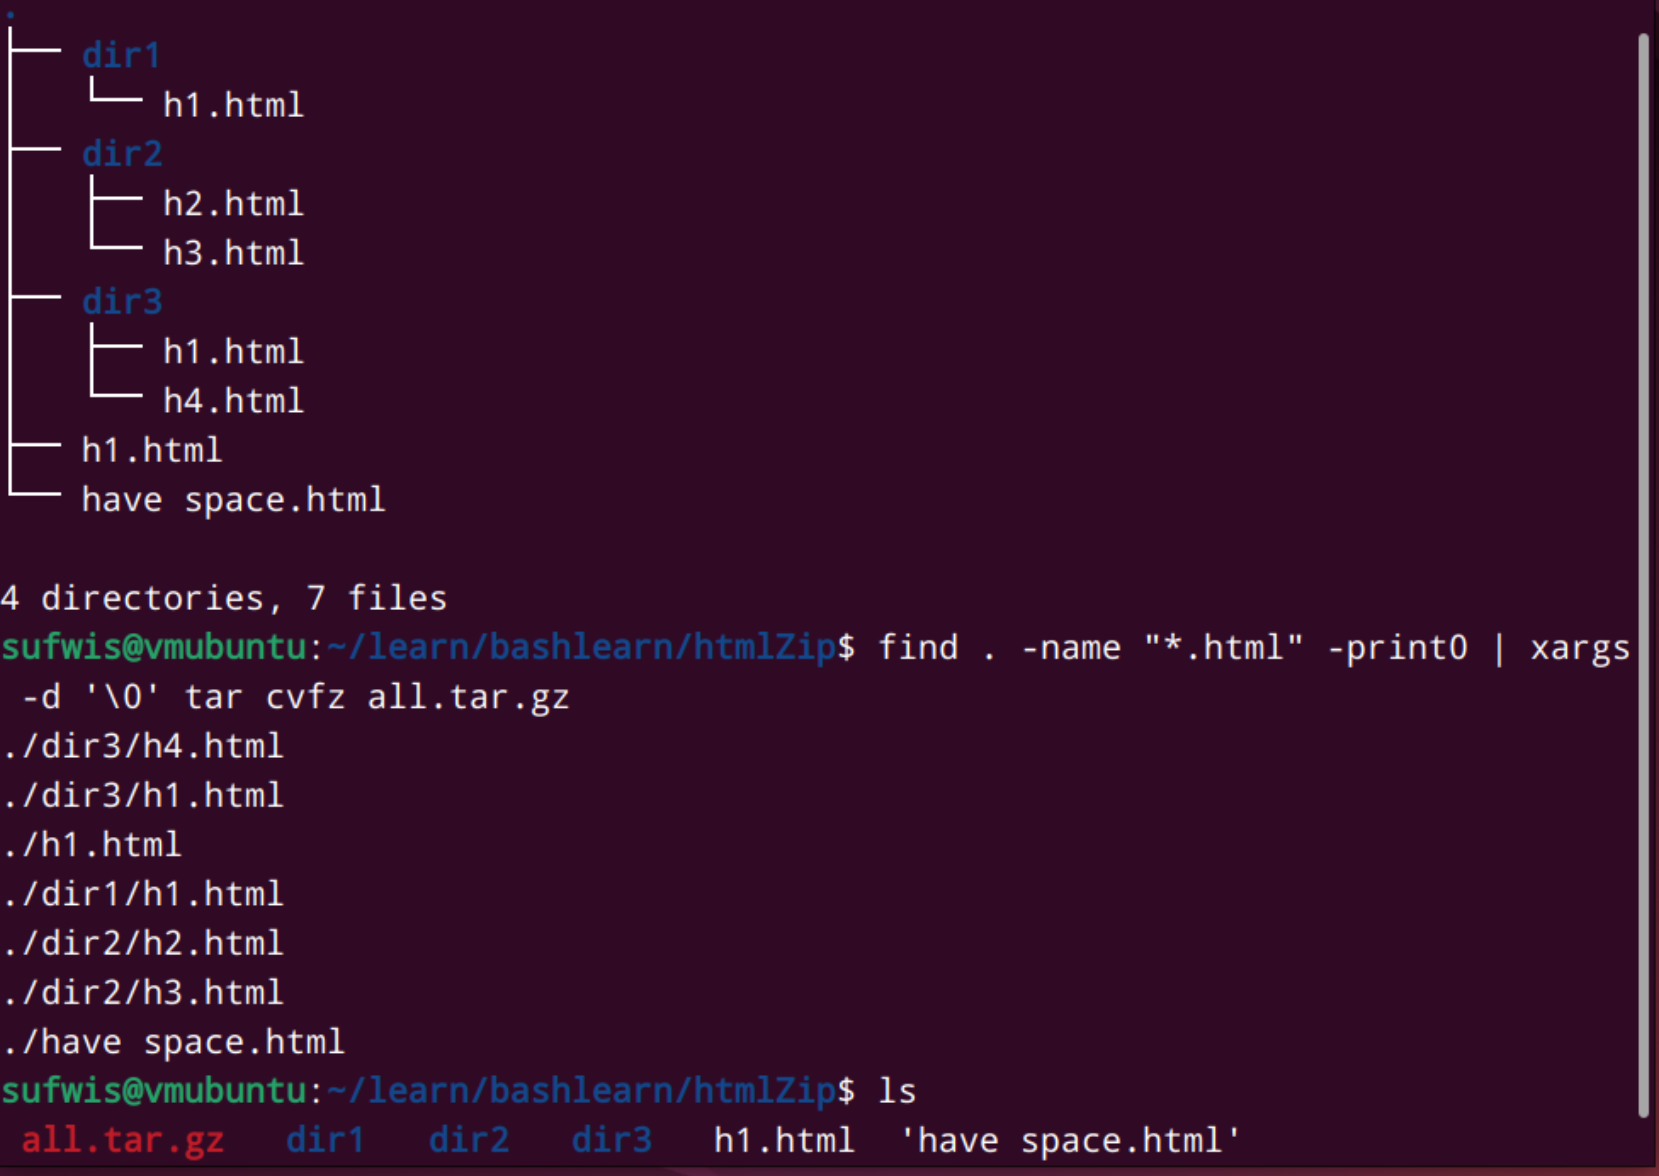 .
├── dir1
│   └── h1.html
├── dir2
│   ├── h2.html
│   └── h3.html
├── dir3
│   ├── h1.html
│   └── h4.html
├── h1.html
└── have space.html
4 directories, 7 files
sufwis@vmubuntu:~/learn/bashlearn/htmlZip$ find . -name "*.html" -print0 | xargs
 -d '\0' tar cvfz all.tar.gz
./dir3/h4.html
./dir3/h1.html
./h1.html
./dir1/h1.html
./dir2/h2.html
./dir2/h3.html
./have space.html
sufwis@vmubuntu:~/learn/bashlearn/htmlZip$ ls
 all.tar.gz   dir1   dir2   dir3   h1.html  'have space.html'